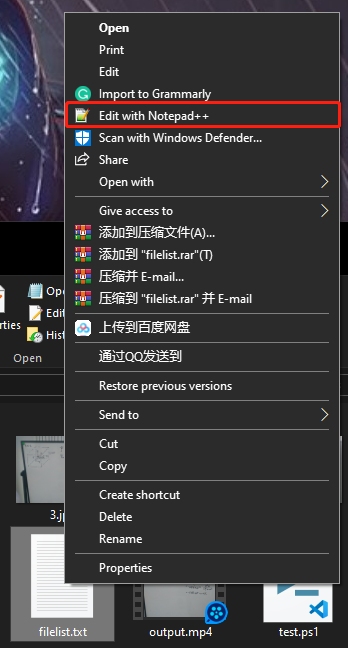 Open
Print
Edit
Import to Grammarly
Edit with Notepad++
Scan with Windows Defender...
Share
Open with
Give access to
添加到压缩文件(A)...
添加到 "filelist.rar"(T)
压缩并 E-mail...
压缩到 "filelist.rar" 并 E-mail
上传到百度网盘
通过QQ发送到
Restore previous versions
Send to
Cut
Copy
Create shortcut
Delete
Rename
Properties
Ope
Edi
Hist
rties
Open
3.jp
filelist.txt
output.mp4
test.ps1